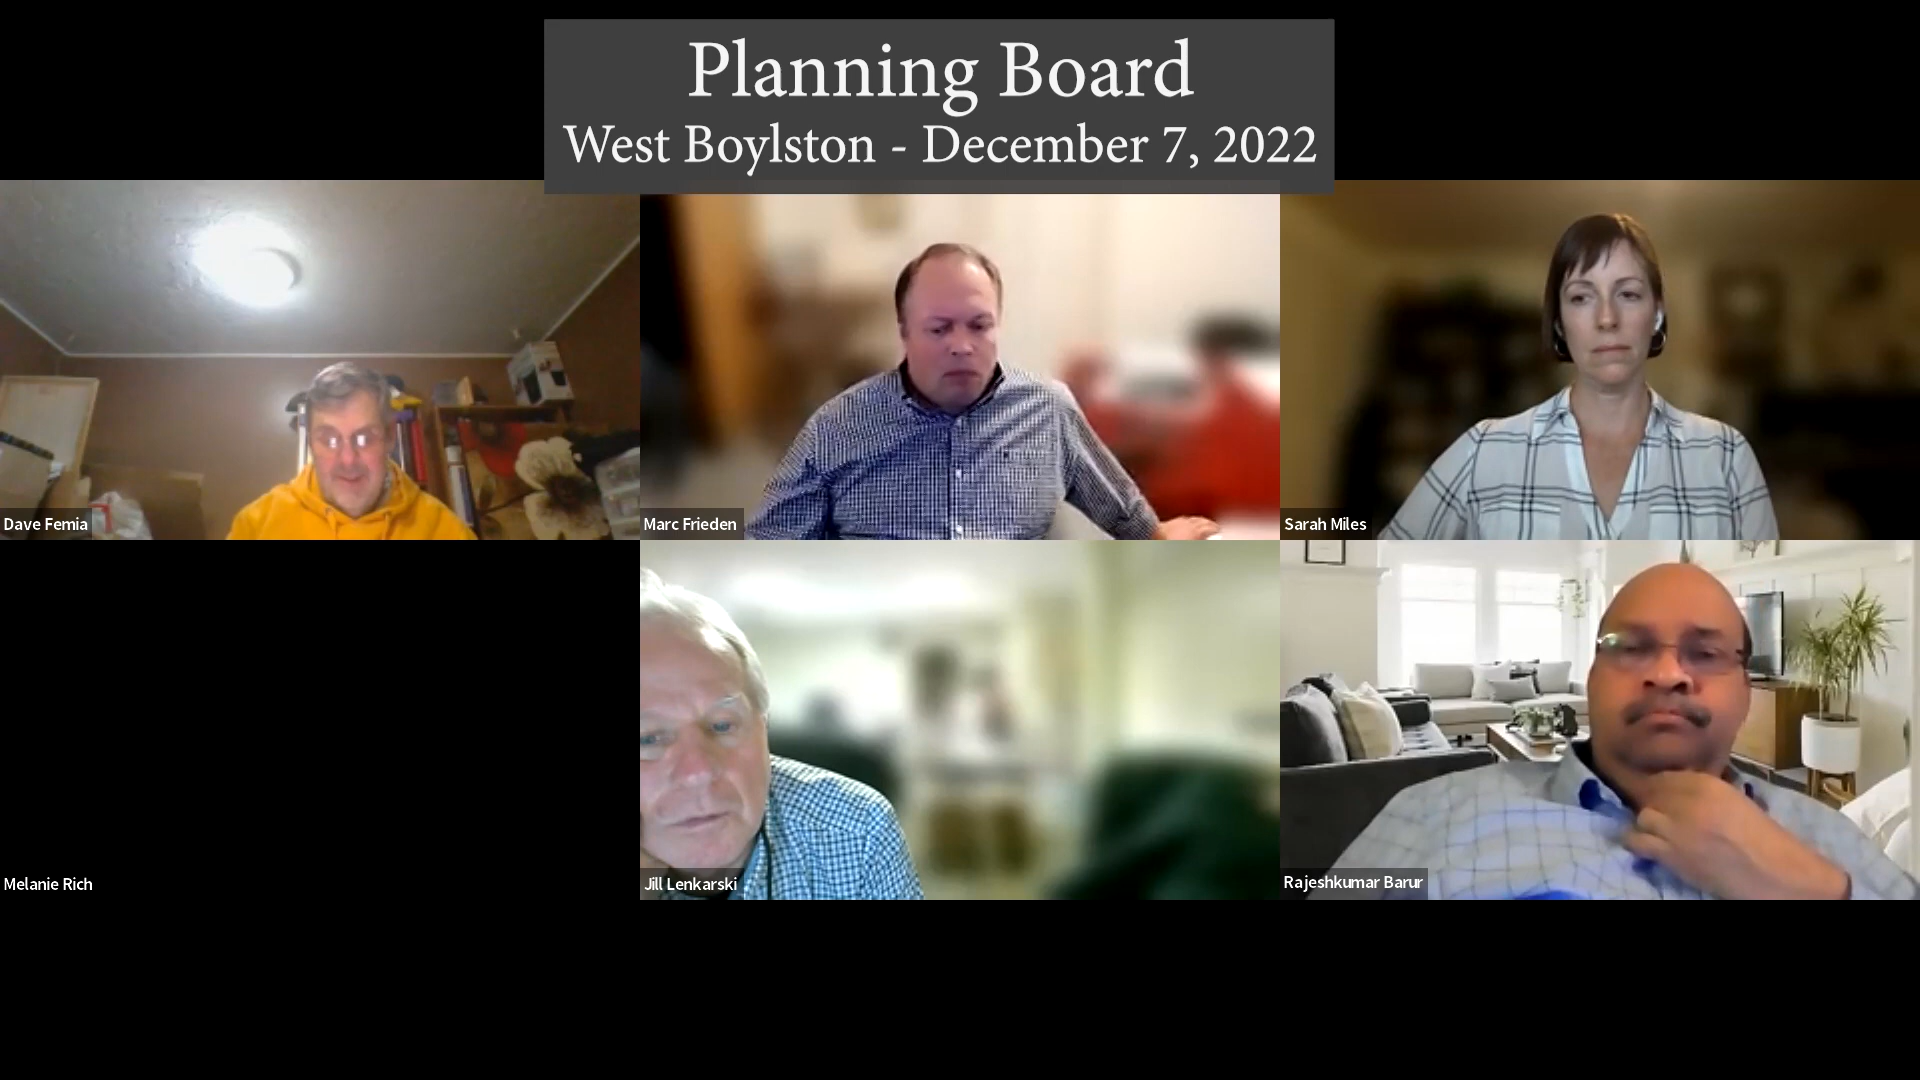 Planning Board
West Boylston - December 7, 2022
Dave Femia
Marc Frieden
Sarah Miles
Melanie Rich
Jill Lenkarski
Rajeshkumar Barur